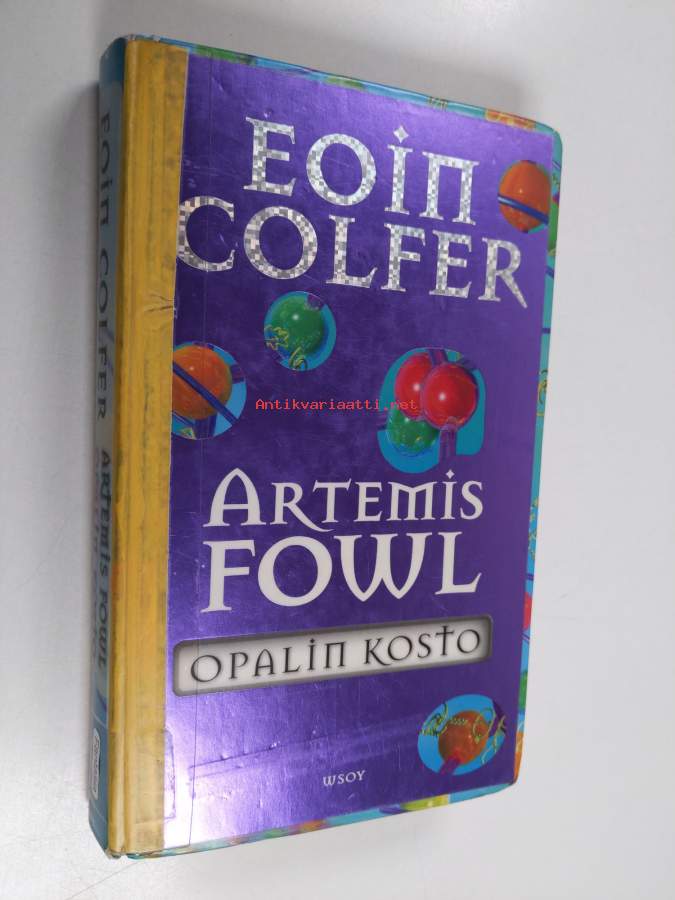 EOIN
COLFER
Antikvariaatti.net
ARTEMIS
FOWL
OPALIN KOSTO
WSOY
EOIN COLFER ARTEMIS FOWL